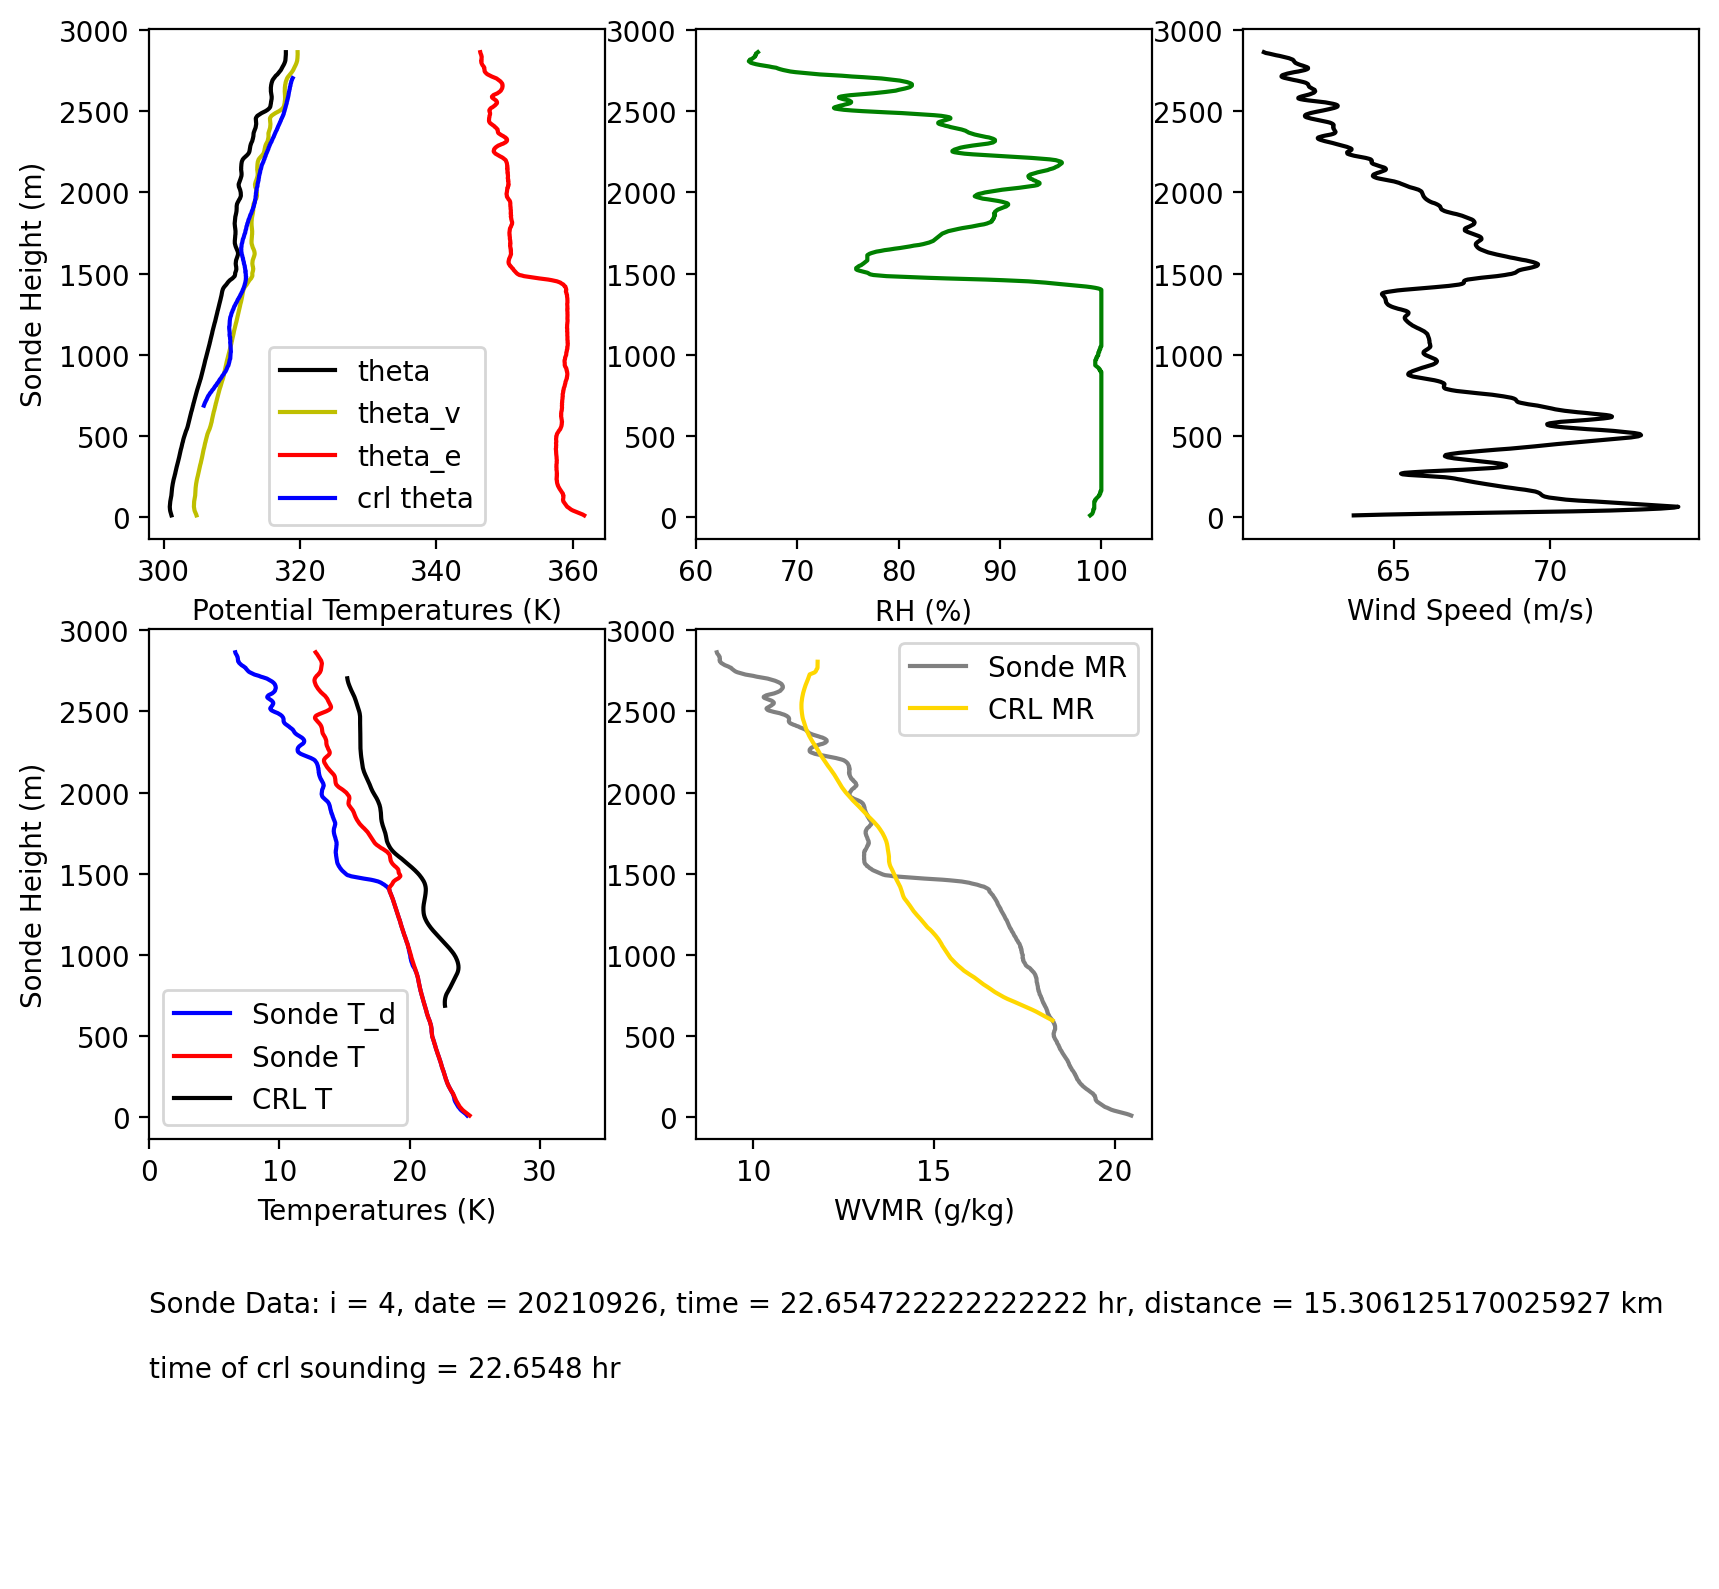 3000
2500
2000
1500
1000
500
0
Sonde Height (m)
theta
theta_v
theta_e
crl theta
300 320 340 360
Potential Temperatures (K)
3000
2500
2000
1500
1000
500
0
60 70 80 90 100
RH (%)
3000
2500
2000
1500
1000
500
0
65 70
Wind Speed (m/s)
3000
2500
2000
1500
1000
500
0
Sonde Height (m)
Sonde T_d
Sonde T
CRL T
0 10 20 30
Temperatures (K)
3000
2500
2000
1500
1000
500
0
Sonde MR
CRL MR
10 15 20
WVMR (g/kg)
Sonde Data: i = 4, date = 20210926, time = 22.654722222222222 hr, distance = 15.306125170025927 km
time of crl sounding = 22.6548 hr